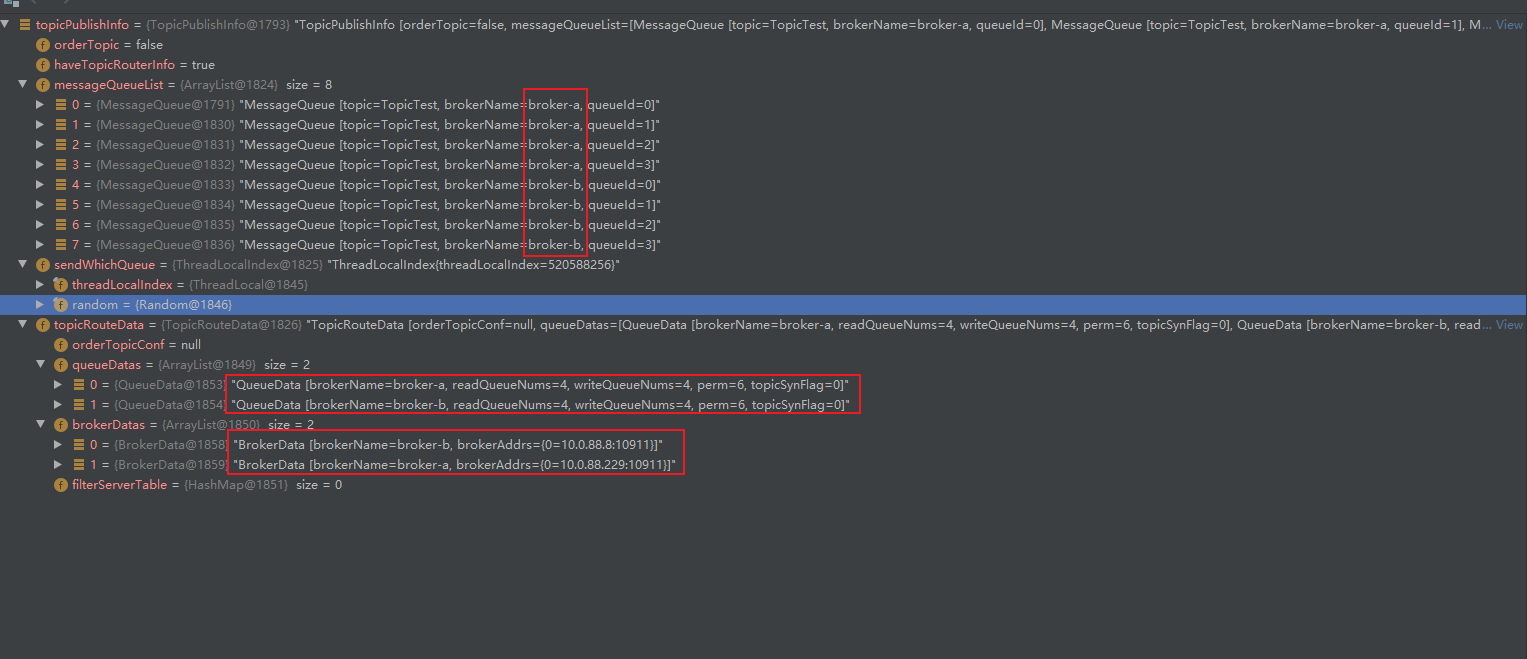 topicPublishInfo = {TopicPublishInfo@1793} "TopicPublishInfo [orderTopic=false, messageQueueList=[MessageQueue [topic=TopicTest, brokerName=broker-a, queueId=0], MessageQueue [topic=TopicTest, brokerName=broker-a, queueId=1], M... View
f orderTopic = false
f haveTopicRouterInfo = true
f messageQueueList = {ArrayList@1824} size = 8
0 = {MessageQueue@1791} "MessageQueue [topic=TopicTest, brokerName=broker-a, queueId=0]"
1 = {MessageQueue@1830} "MessageQueue [topic=TopicTest, brokerName=broker-a, queueId=1]"
2 = {MessageQueue@1831} "MessageQueue [topic=TopicTest, brokerName=broker-a, queueId=2]"
3 = {MessageQueue@1832} "MessageQueue [topic=TopicTest, brokerName=broker-a, queueId=3]"
4 = {MessageQueue@1833} "MessageQueue [topic=TopicTest, brokerName=broker-b, queueId=0]"
5 = {MessageQueue@1834} "MessageQueue [topic=TopicTest, brokerName=broker-b, queueId=1]"
6 = {MessageQueue@1835} "MessageQueue [topic=TopicTest, brokerName=broker-b, queueId=2]"
7 = {MessageQueue@1836} "MessageQueue [topic=TopicTest, brokerName=broker-b, queueId=3]"
f sendWhichQueue = {ThreadLocalIndex@1825} "ThreadLocalIndex{threadLocalIndex=520588256}"
f threadLocalIndex = {ThreadLocal@1845}
f random = {Random@1846}
f topicRouteData = {TopicRouteData@1826} "TopicRouteData [orderTopicConf=null, queueDatas=[QueueData [brokerName=broker-a, readQueueNums=4, writeQueueNums=4, perm=6, topicSynFlag=0], QueueData [brokerName=broker-b, read... View
f orderTopicConf = null
f queueDatas = {ArrayList@1849} size = 2
0 = {QueueData@1853} "QueueData [brokerName=broker-a, readQueueNums=4, writeQueueNums=4, perm=6, topicSynFlag=0]"
1 = {QueueData@1854} "QueueData [brokerName=broker-b, readQueueNums=4, writeQueueNums=4, perm=6, topicSynFlag=0]"
f brokerDatas = {ArrayList@1850} size = 2
0 = {BrokerData@1858} "BrokerData [brokerName=broker-b, brokerAddrs={0=10.0.88.8:10911}]"
1 = {BrokerData@1859} "BrokerData [brokerName=broker-a, brokerAddrs={0=10.0.88.229:10911}]"
f filterServerTable = {HashMap@1851} size = 0